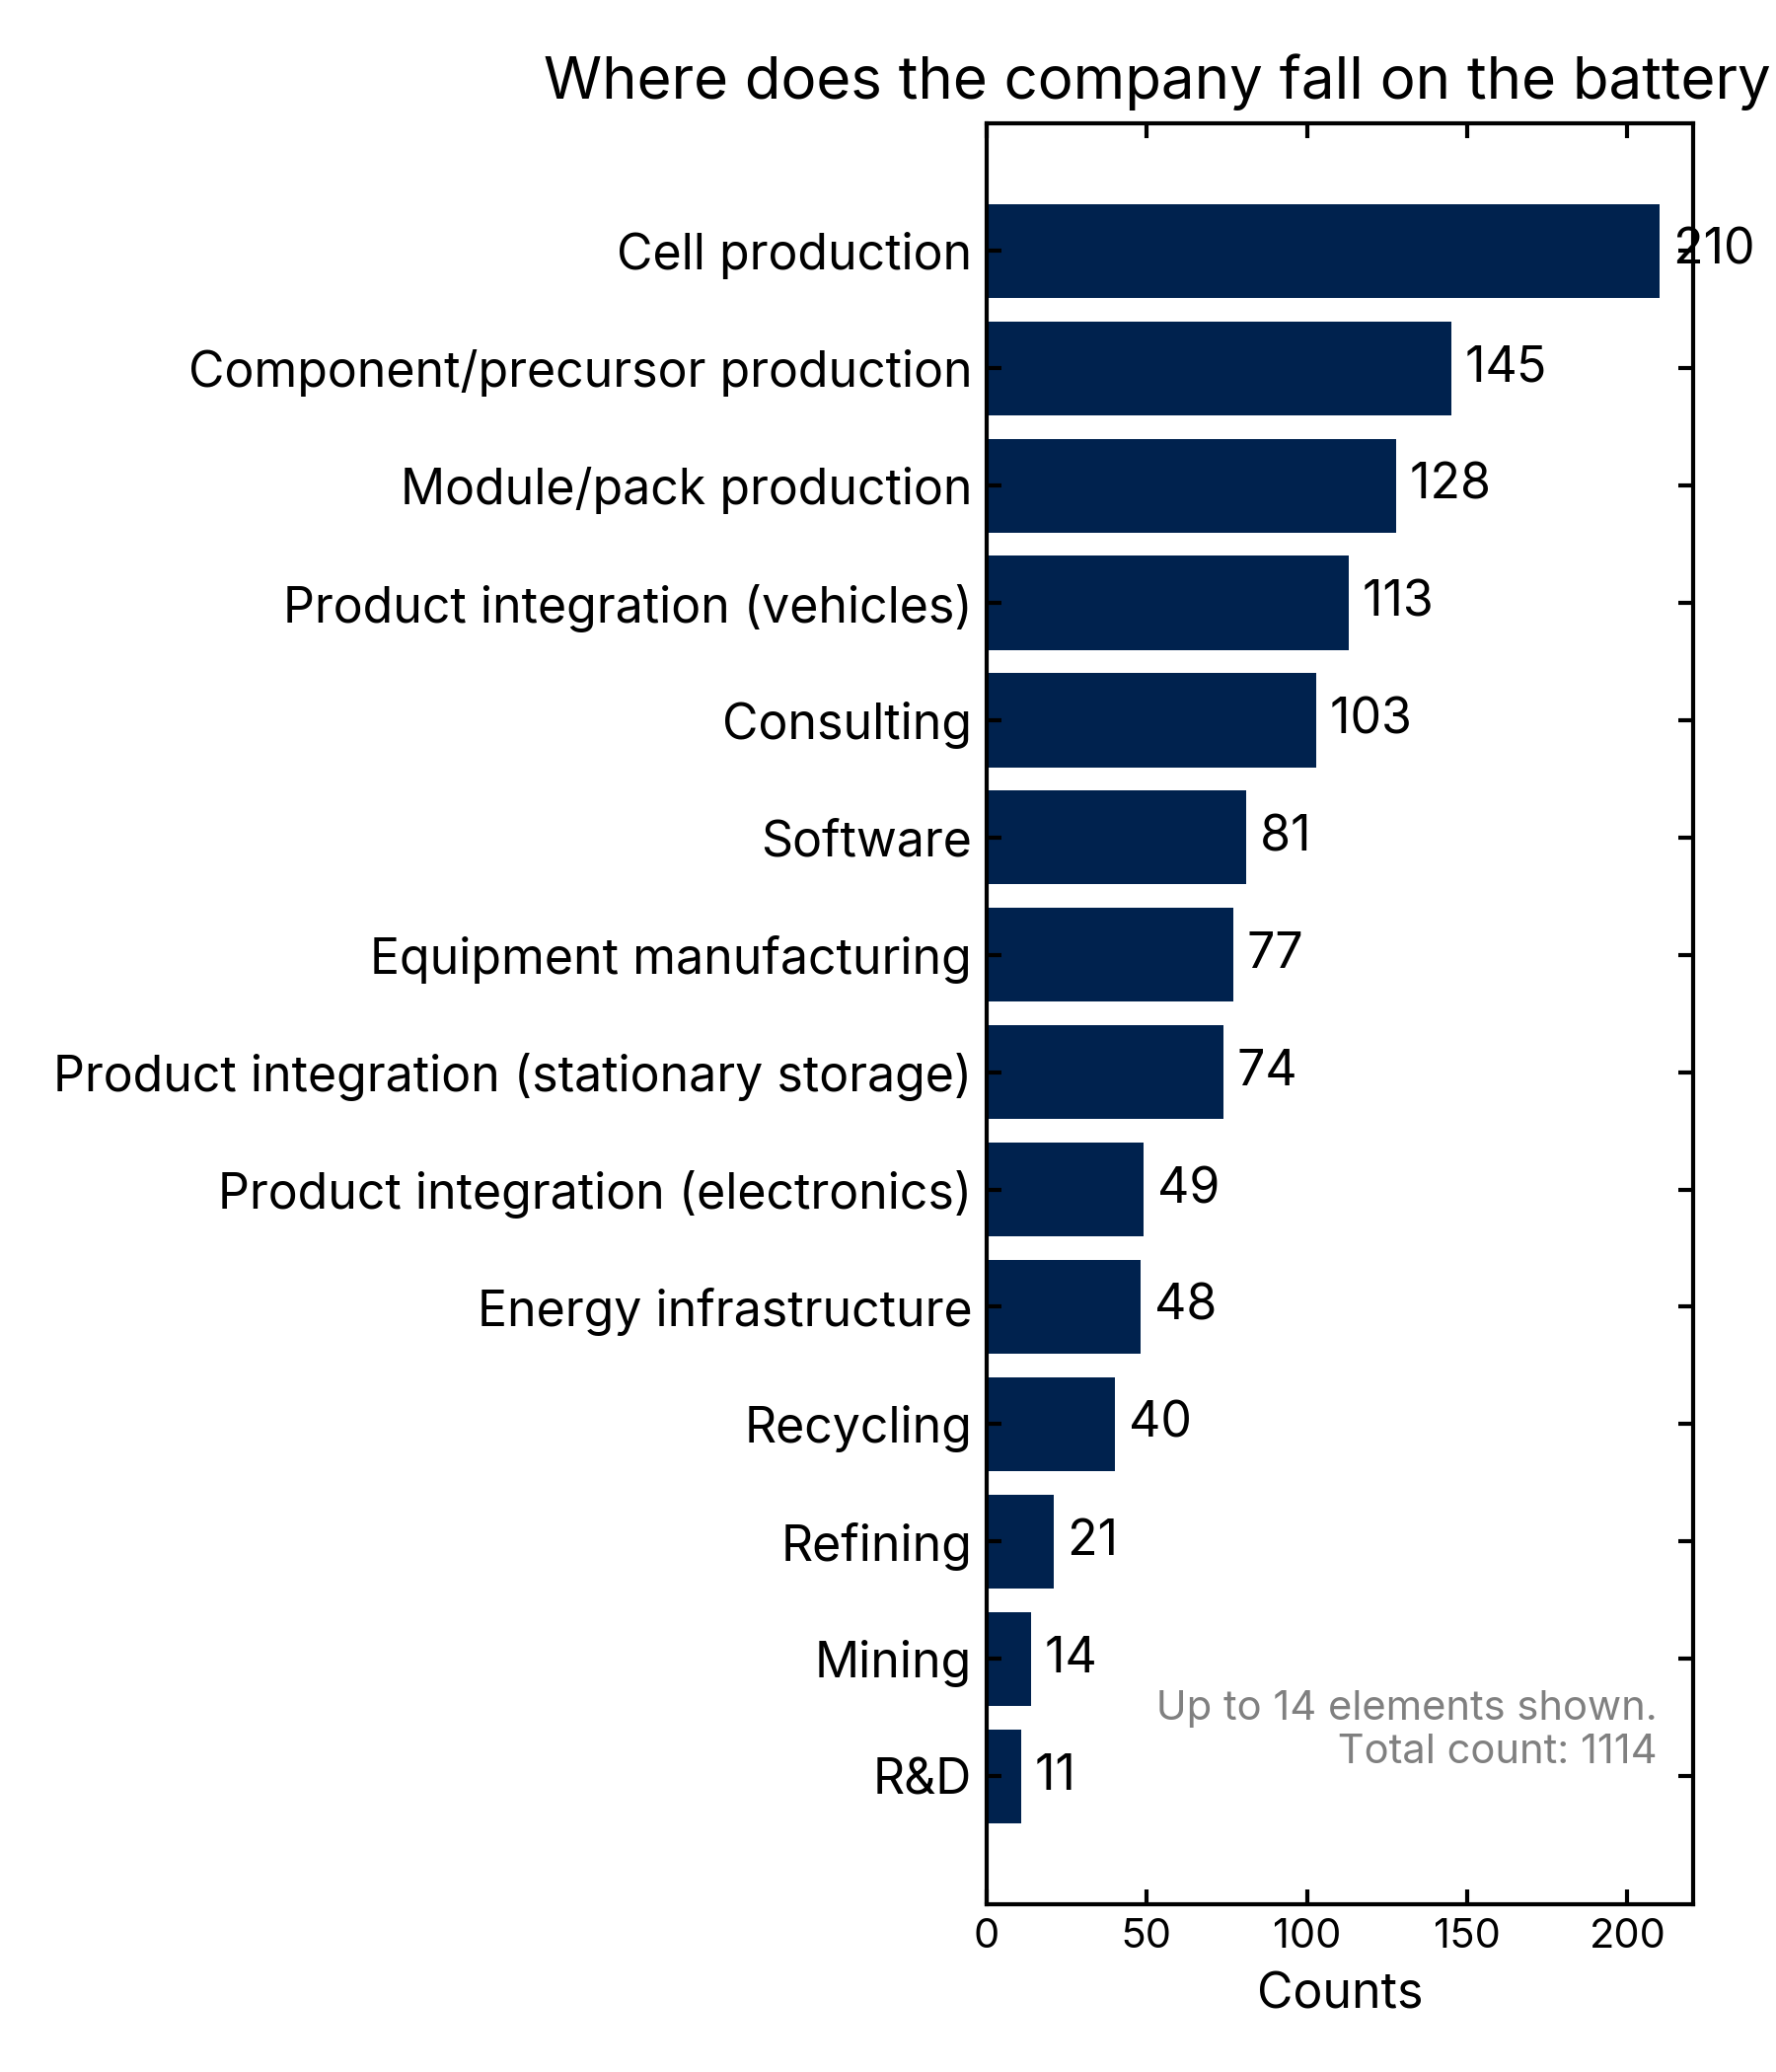 Where does the company fall on the battery
Cell production
210
Component/precursor production
145
Module/pack production
128
Product integration (vehicles)
113
Consulting
103
Software
81
Equipment manufacturing
77
Product integration (stationary storage)
74
Product integration (electronics)
49
Energy infrastructure
48
Recycling
40
Refining
21
Mining
14
Up to 14 elements shown.
Total count: 1114
R&D
11
0 50 100 150 200
Counts